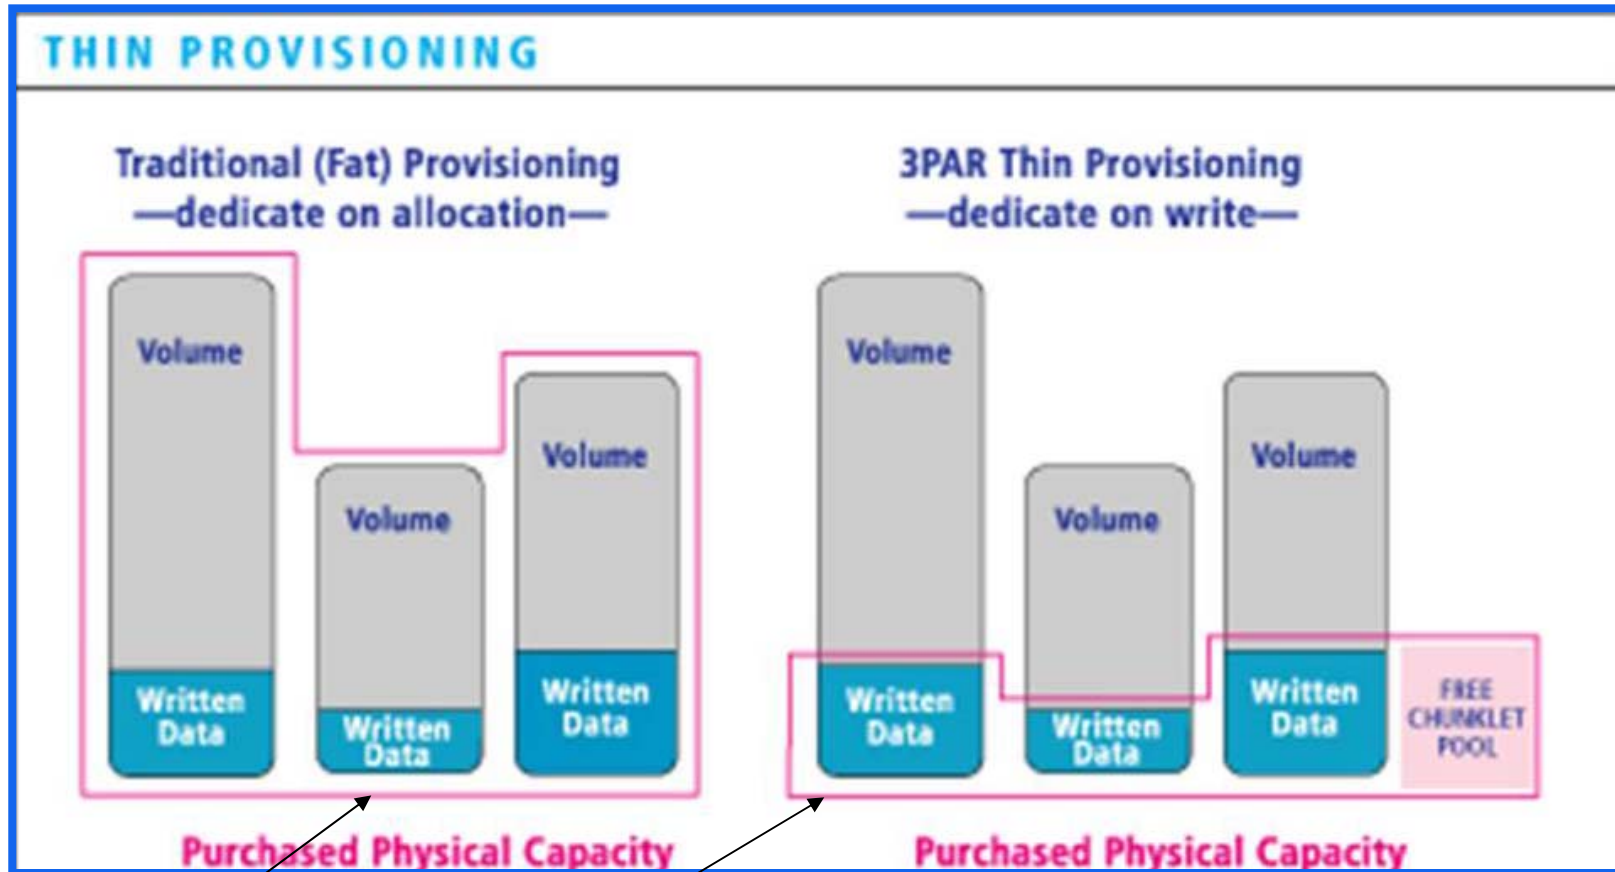 THIN PROVISIONING
Traditional (Fat) Provisioning
—dedicate on allocation—
Volume
Volume
Volume
Written
Data
Written
Data
Written
Data
Purchased Physical Capacity
3PAR Thin Provisioning
—dedicate on write—
Volume
Volume
Volume
Written
Data
Written
Data
Written
Data
FREE
CHUNKLET
POOL
Purchased Physical Capacity